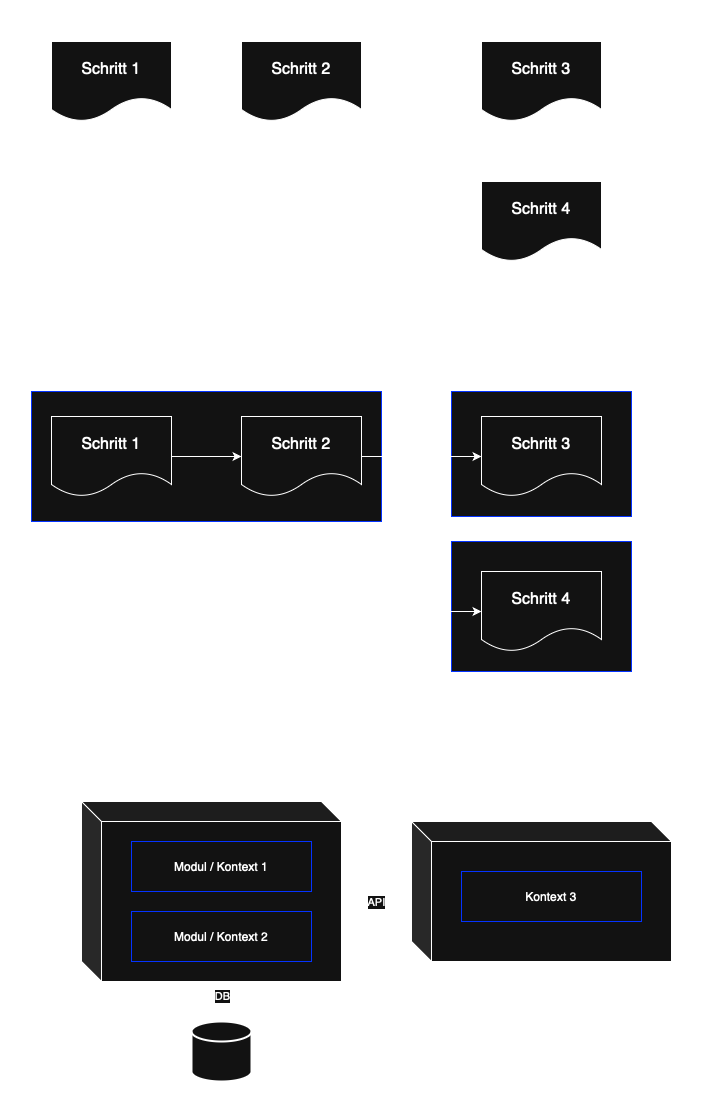 Schritt 1
Schritt 2
Schritt 3
Schritt 4
Schritt 1
Schritt 2
Schritt 3
Schritt 4
Modul / Kontext 1
Modul / Kontext 2
API
Kontext 3
DB